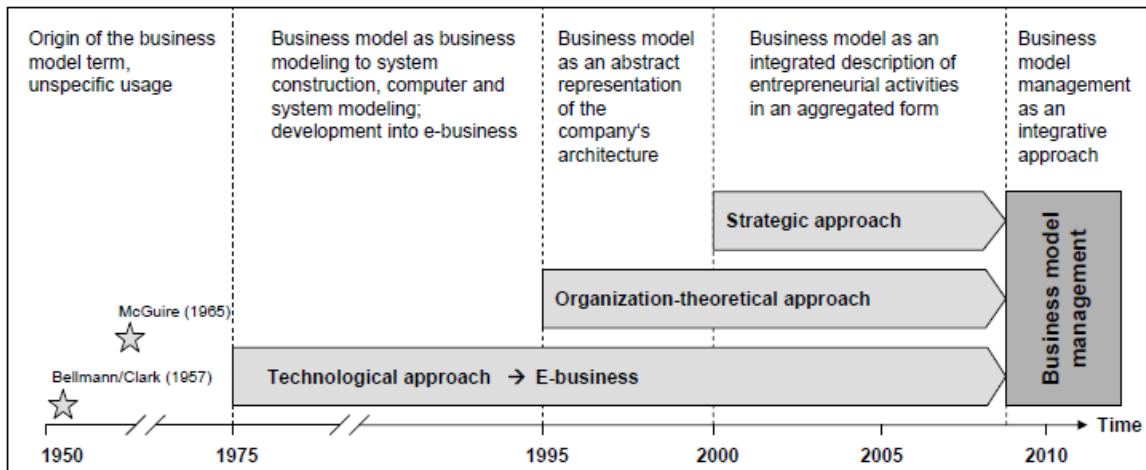 Origin of the business
model term,
unspecific usage
Business model as business
modeling to system
construction, computer and
system modeling;
development into e-business
Business model
as an abstract
representation
of the
company's
architecture
Business model as an
integrated description of
entrepreneurial activities
in an aggregated form
Business
model
management
as an
integrative
approach
Strategic approach
Organization-theoretical approach
McGuire (1965)
Bellmann/Clark (1957)
Technological approach → E-business
Business model
management
Time
1950
1975
1995
2000
2005
2010